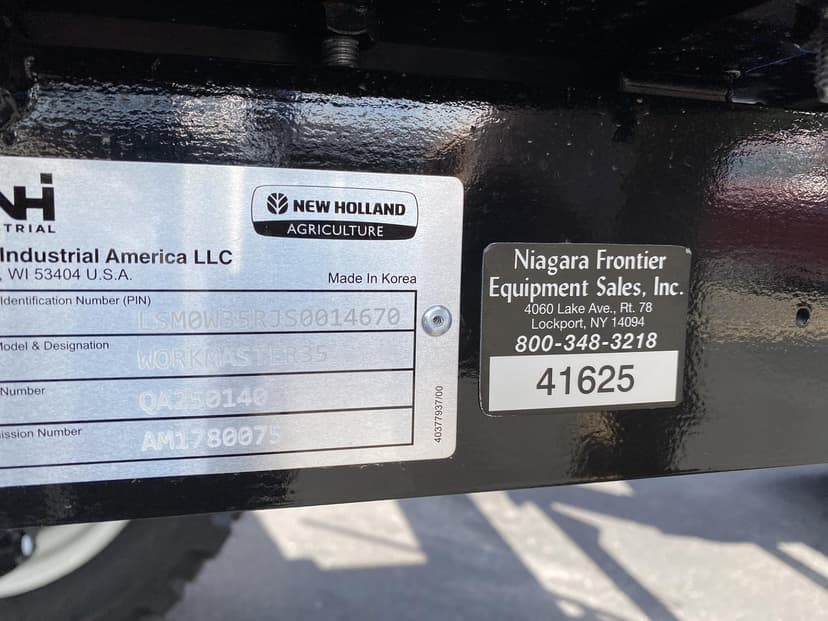 NHI
TRIAL
NEW HOLLAND
AGRICULTURE
Industrial America LLC
, WI 53404 U.S.A.
Made In Korea
Identification Number (PIN)
LSM0W35RJS0014670
Model & Designation
WORKMASTER35
Number
QA250140
ission Number
AM1780075
40377937/00
Niagara Frontier
Equipment Sales, Inc.
4060 Lake Ave., Rt. 78
Lockport, NY 14094
800-348-3218
41625